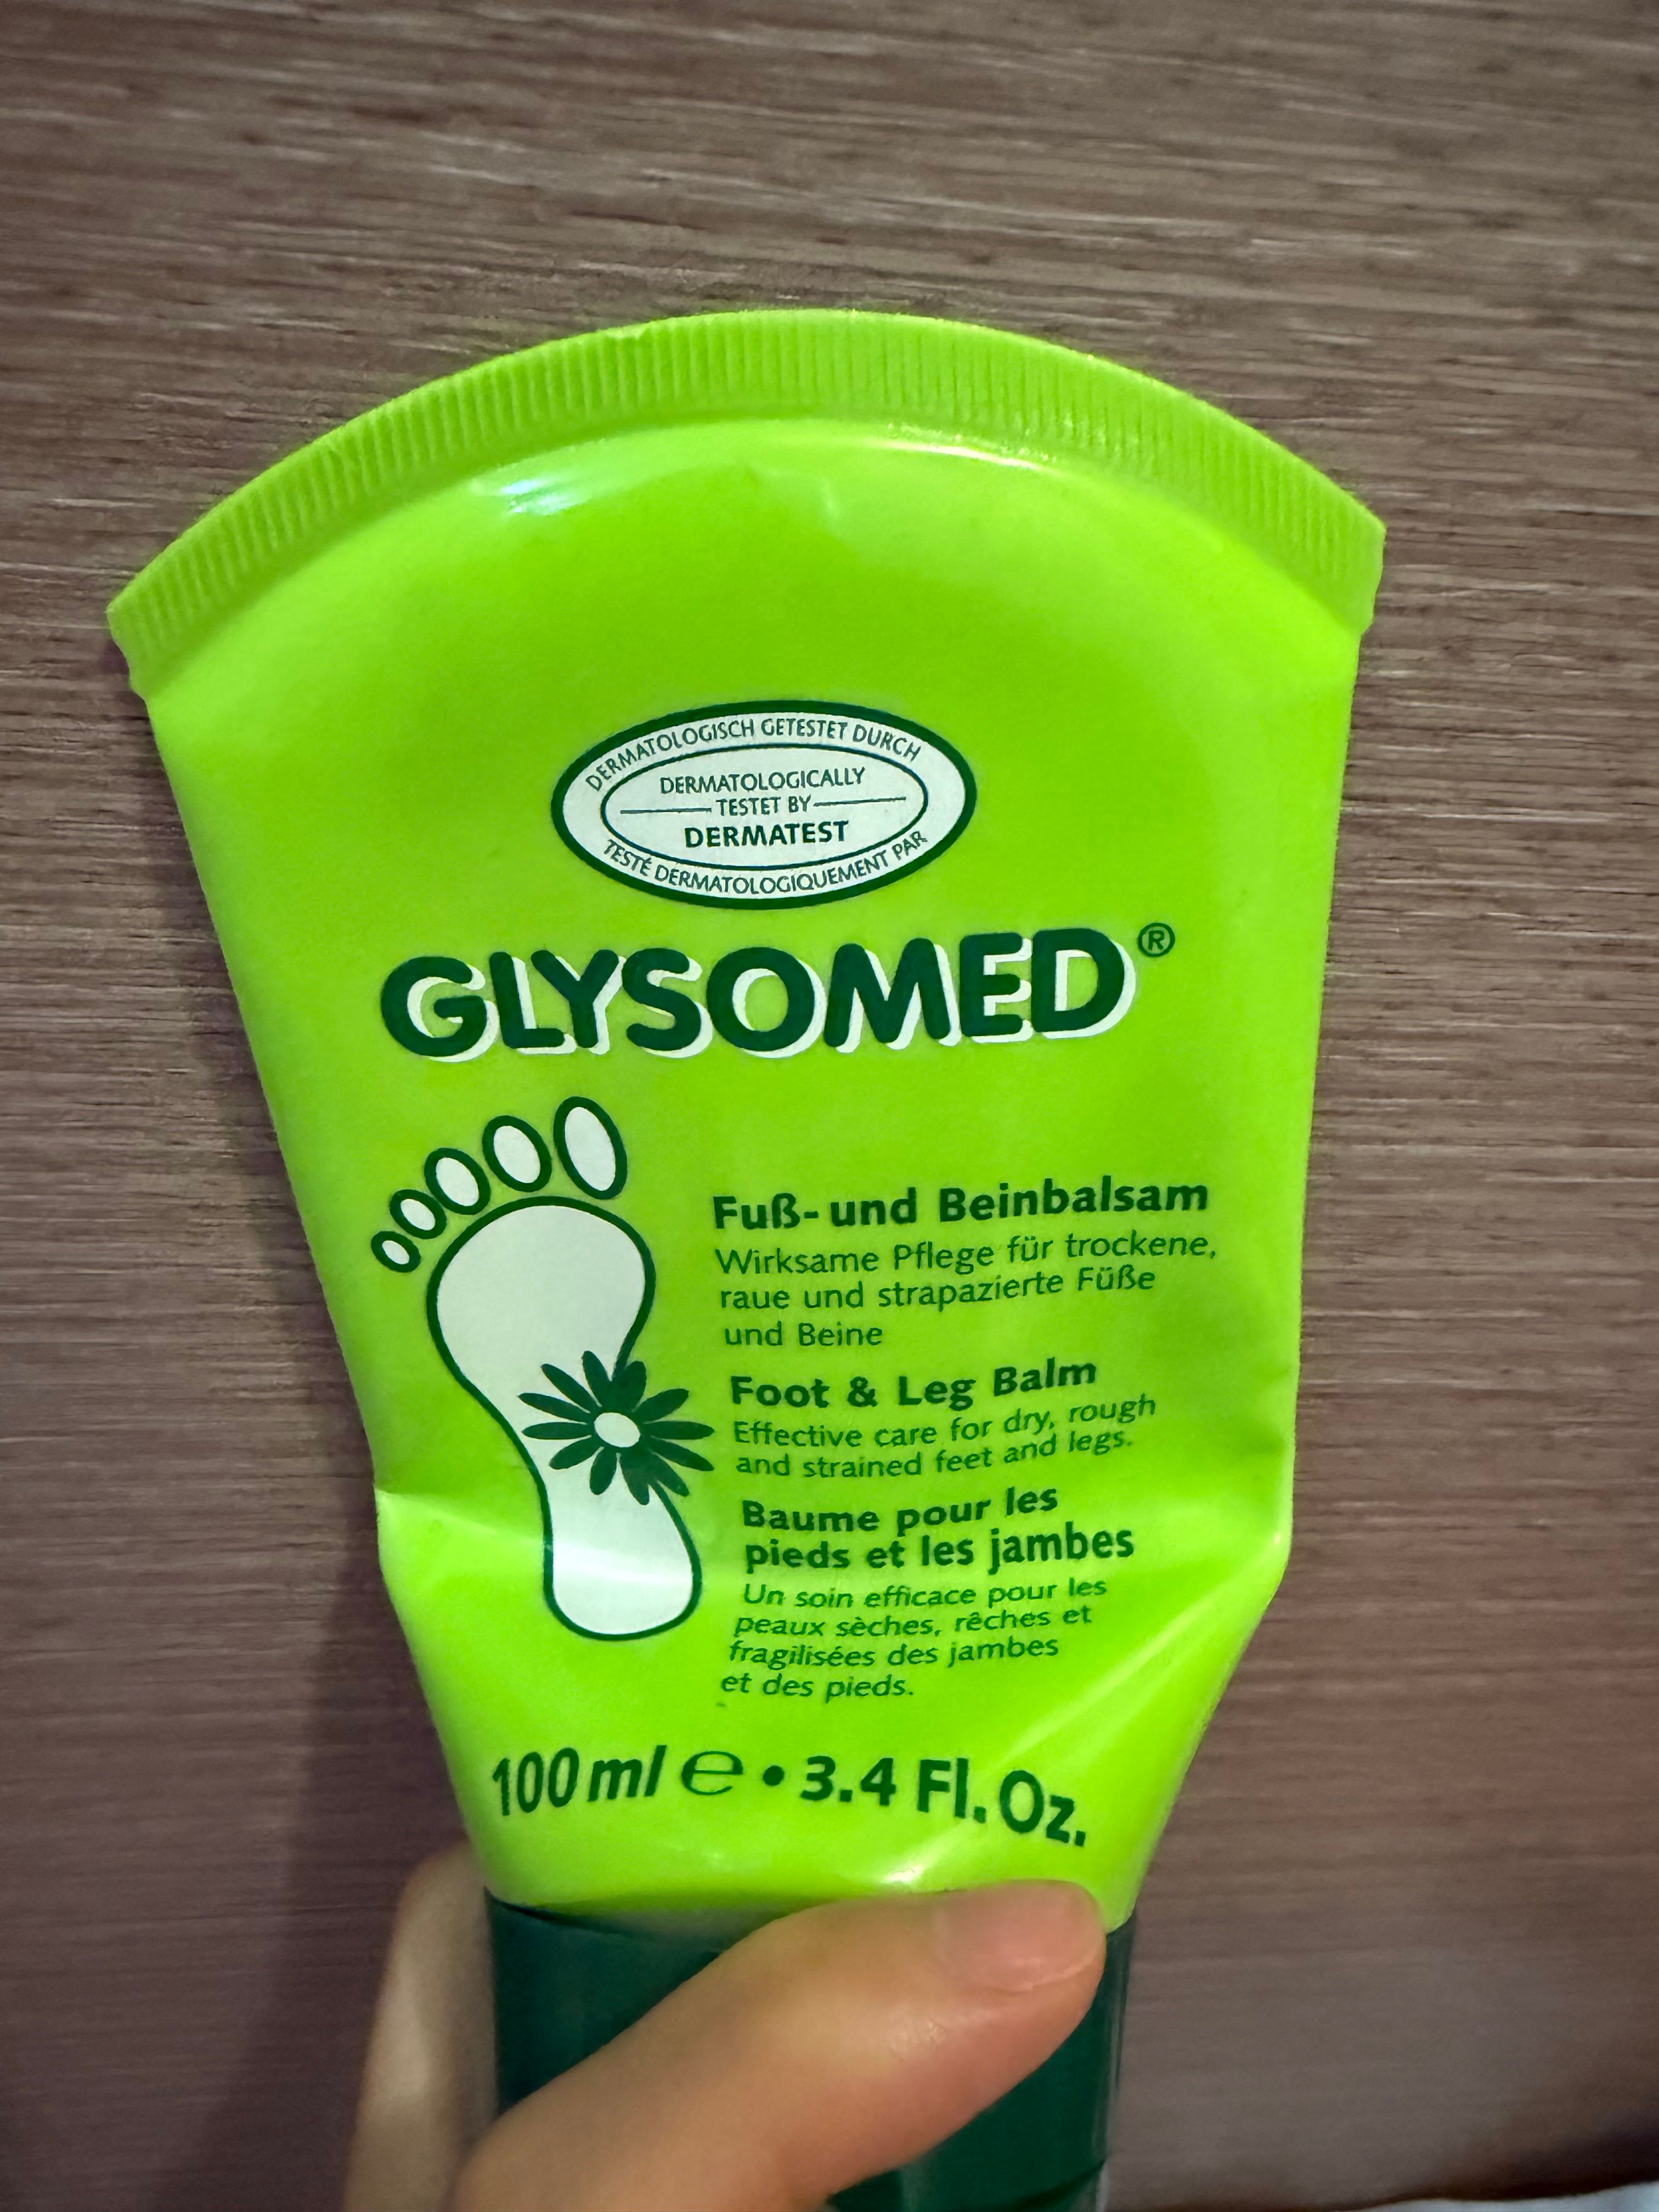 DERMATOLOGISCH GETESTET DURCH
DERMATOLOGICALLY
TESTET BY
DERMATEST
TESTÉ DERMATOLOGIQUEMENT PAR
GLYSOMED®
Fuß- und Beinbalsam
Wirksame Pflege für trockene,
raue und strapazierte Füße
und Beine
Foot & Leg Balm
Effective care for dry, rough
and strained feet and legs.
Baume pour les
pieds et les jambes
Un soin efficace pour les
peaux sèches, rêches et
fragilisées des jambes
et des pieds.
100 ml ℮ • 3.4 Fl. Oz.